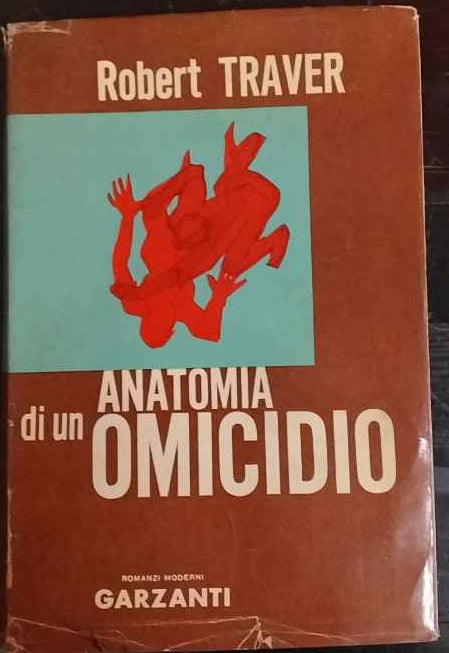 Robert TRAVER
ANATOMIA
di un OMICIDIO
ROMANZI MODERNI
GARZANTI